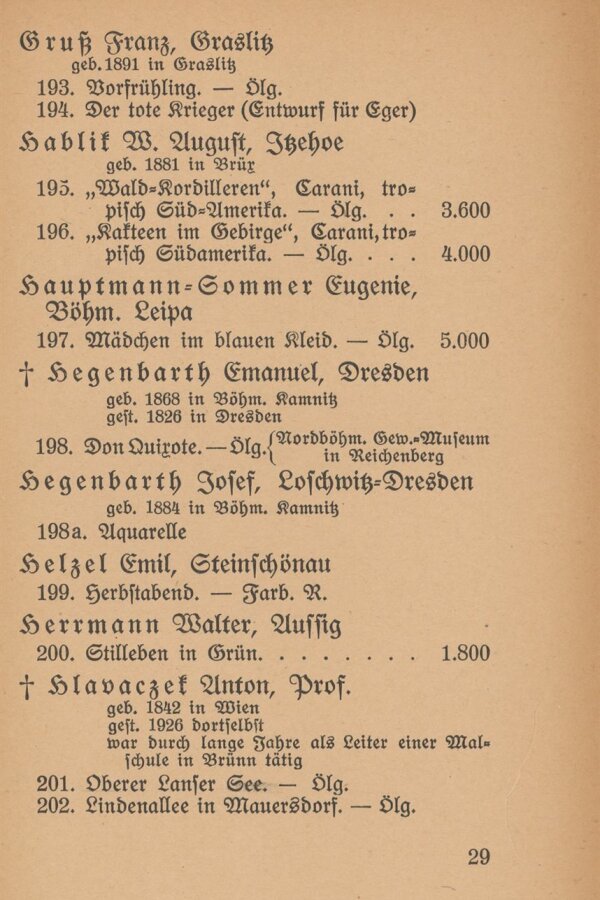 Gruß Franz, Graslitz
geb. 1891 in Graslitz
193. Vorfrühling. — Ölg.
194. Der tote Krieger (Entwurf für Eger)
Hablik W. August, Itzehoe
geb. 1881 in Brüx
195. „Wald-Kordilleren“, Carani, tro-
pisch Süd-Amerika. — Ölg. . . 3.600
196. „Kakteen im Gebirge“, Carani, tro-
pisch Südamerika. — Ölg. . . . 4.000
Hauptmann-Sommer Eugenie,
Böhm. Leipa
197. Mädchen im blauen Kleid. — Ölg. 5.000
† Hegenbarth Emanuel, Dresden
geb. 1868 in Böhm. Kamnitz
gest. 1826 in Dresden
198. Don Quixote. — Ölg. { Nordböhm. Gew.-Museum
in Reichenberg
Hegenbarth Josef, Loschwitz-Dresden
geb. 1884 in Böhm. Kamnitz
198a. Aquarelle
Helzel Emil, Steinschönau
199. Herbstabend. — Farb. R.
Herrmann Walter, Aussig
200. Stilleben in Grün. . . . . . . . 1.800
† Hlavaczek Anton, Prof.
geb. 1842 in Wien
gest. 1926 dortselbst
war durch lange Jahre als Leiter einer Mal-
schule in Brünn tätig
201. Oberer Lanser See. — Ölg.
202. Lindenallee in Mauersdorf. — Ölg.
29